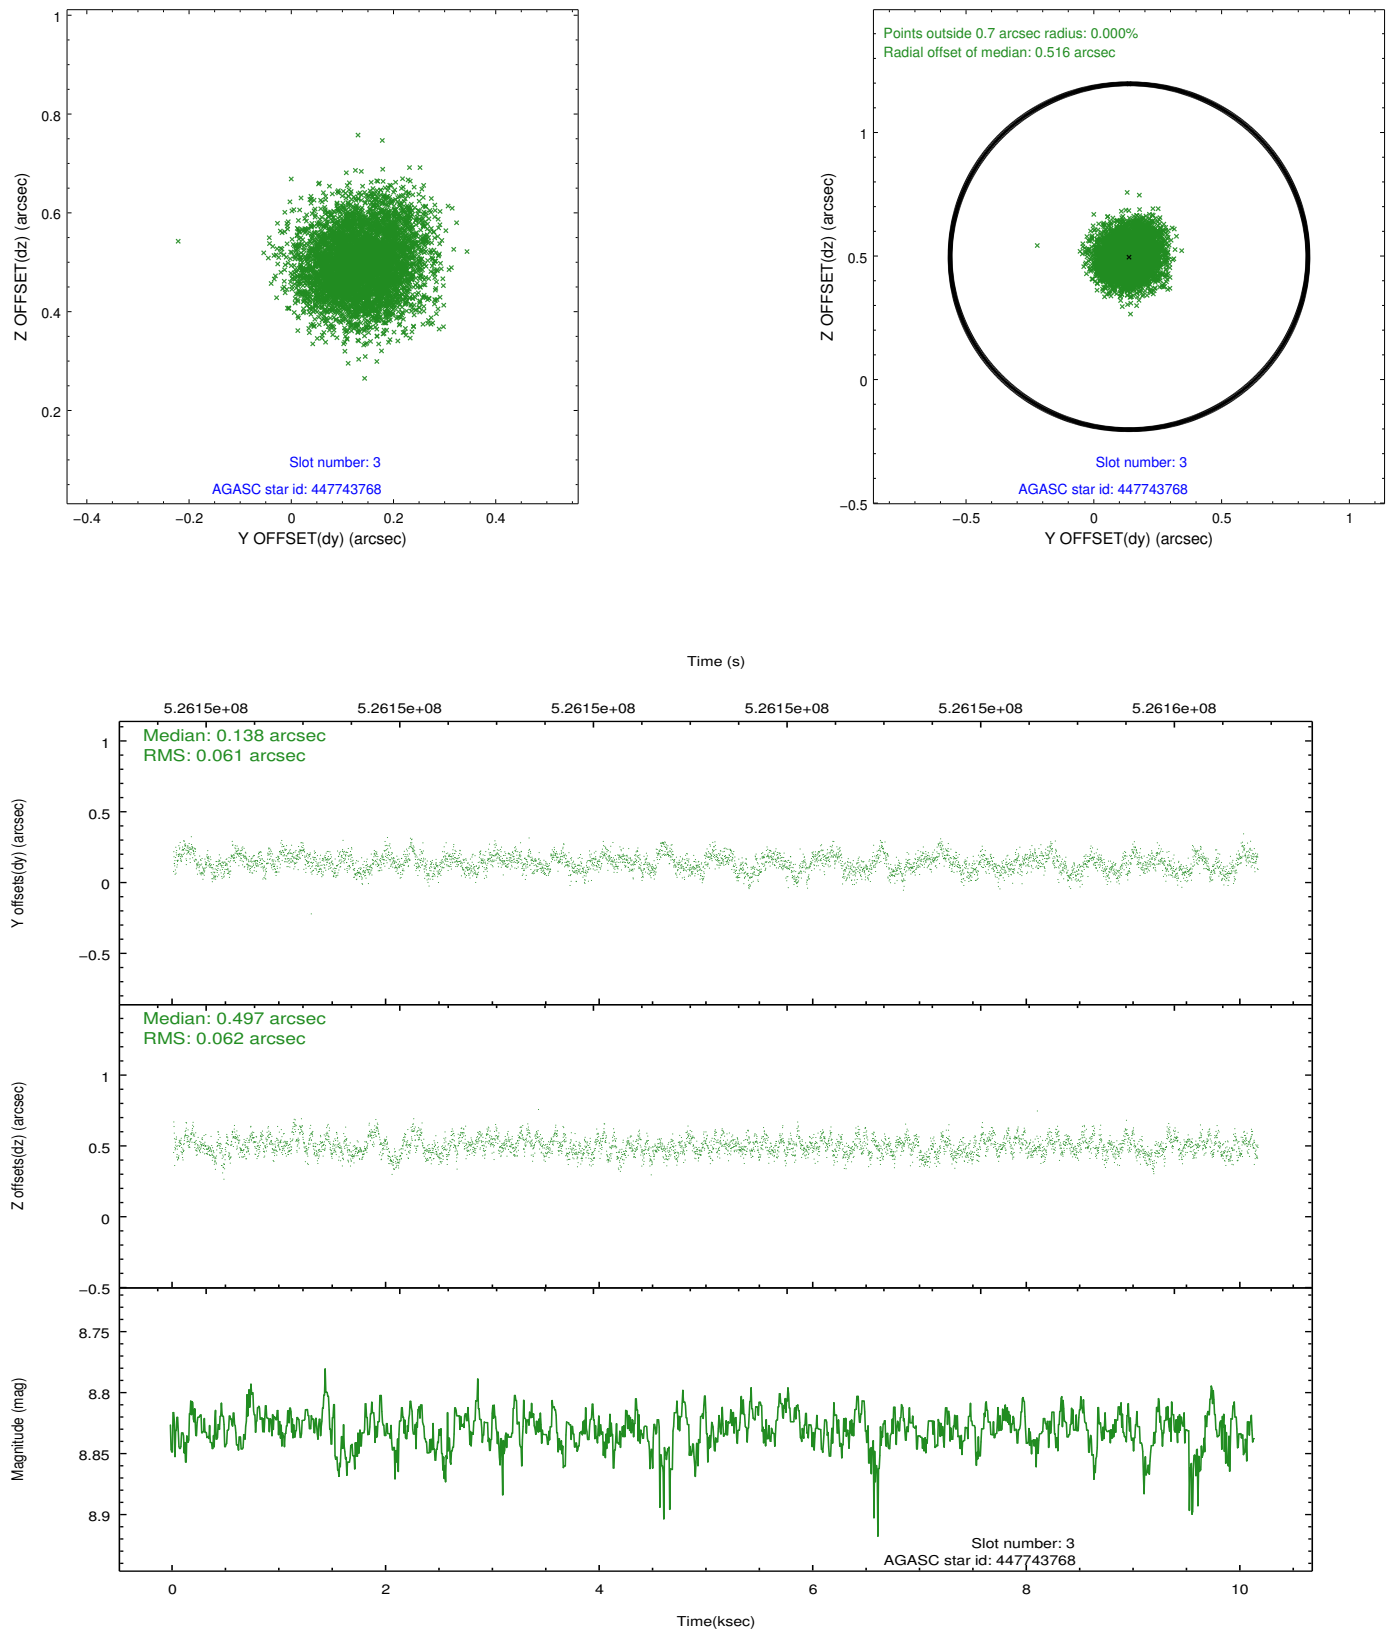 1
0.8
0.6
0.4
0.2
Z OFFSET(dz) (arcsec)
Slot number: 3
AGASC star id: 447743768
−0.4 −0.2 0 0.2 0.4
Y OFFSET(dy) (arcsec)
Points outside 0.7 arcsec radius: 0.000%
Radial offset of median: 0.516 arcsec
1
0.5
0
−0.5
Z OFFSET(dz) (arcsec)
Slot number: 3
AGASC star id: 447743768
−0.5 0 0.5 1
Y OFFSET(dy) (arcsec)
Time (s)
5.2615e+08 5.2615e+08 5.2615e+08 5.2615e+08 5.2615e+08 5.2616e+08
Median: 0.138 arcsec
RMS: 0.061 arcsec
1
0.5
0
−0.5
Y offsets(dy) (arcsec)
Median: 0.497 arcsec
RMS: 0.062 arcsec
1
0.5
0
−0.5
Z offsets(dz) (arcsec)
8.75
8.8
8.85
8.9
Magnitude (mag)
Slot number: 3
AGASC star id: 447743768
0 2 4 6 8 10
Time(ksec)